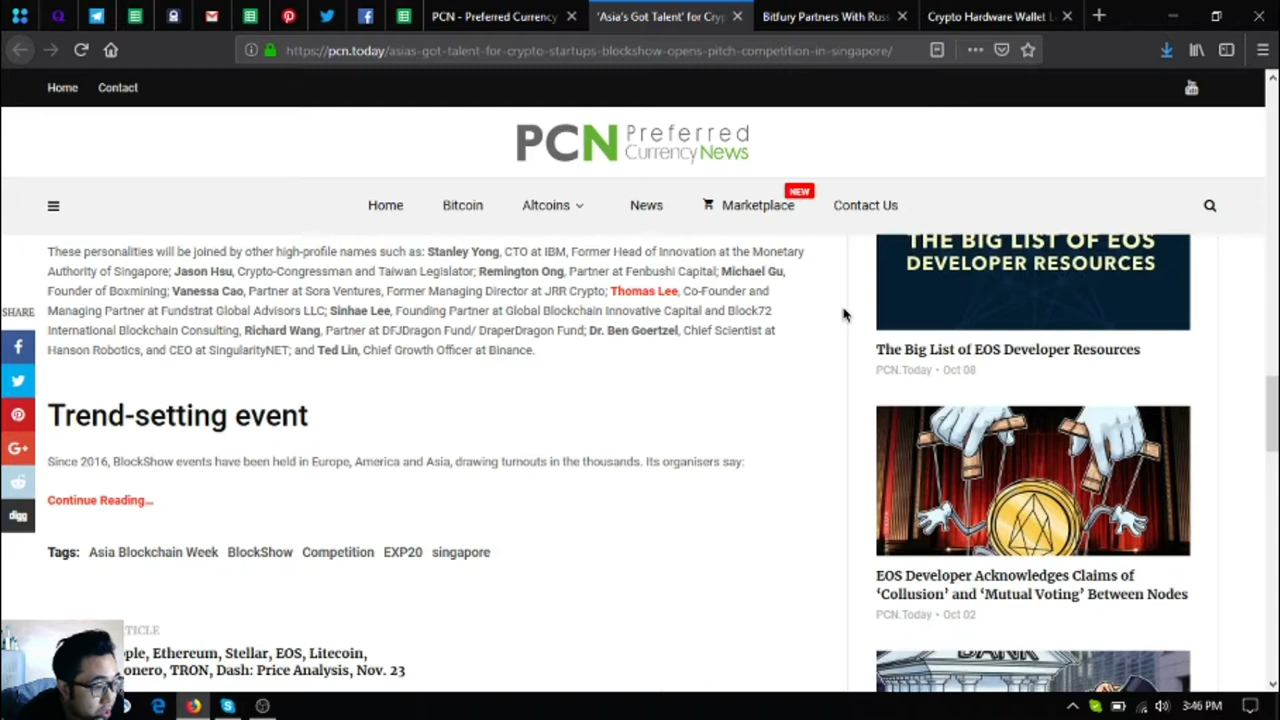 PCN - Preferred Currency
'Asia's Got Talent' for Cryp
Bitfury Partners With Russ
Crypto Hardware Wallet L
https://pcn.today/asias-got-talent-for-crypto-startups-blockshow-opens-pitch-competition-in-singapore/
Home Contact
PCN Preferred
Currency News
NEW
Home Bitcoin Altcoins News Marketplace Contact Us
These personalities will be joined by other high-profile names such as: Stanley Yong, CTO at IBM, Former Head of Innovation at the Monetary
Authority of Singapore; Jason Hsu, Crypto-Congressman and Taiwan Legislator; Remington Ong, Partner at Fenbushi Capital; Michael Gu,
Founder of Boxmining; Vanessa Cao, Partner at Sora Ventures, Former Managing Director at JRR Crypto; Thomas Lee, Co-Founder and
Managing Partner at Fundstrat Global Advisors LLC; Sinhae Lee, Founding Partner at Global Blockchain Innovative Capital and Block72
International Blockchain Consulting, Richard Wang, Partner at DFJDragon Fund/ DraperDragon Fund; Dr. Ben Goertzel, Chief Scientist at
Hanson Robotics, and CEO at SingularityNET; and Ted Lin, Chief Growth Officer at Binance.
SHARE
digg
Trend-setting event
Since 2016, BlockShow events have been held in Europe, America and Asia, drawing turnouts in the thousands. Its organisers say:
Continue Reading...
Tags: Asia Blockchain Week BlockShow Competition EXP20 singapore
TICLE
ple, Ethereum, Stellar, EOS, Litecoin,
onero, TRON, Dash: Price Analysis, Nov. 23
THE BIG LIST OF EOS
DEVELOPER RESOURCES
The Big List of EOS Developer Resources
PCN.Today • Oct 08
EOS Developer Acknowledges Claims of
'Collusion' and 'Mutual Voting' Between Nodes
PCN.Today • Oct 02
BANK
3:46 PM